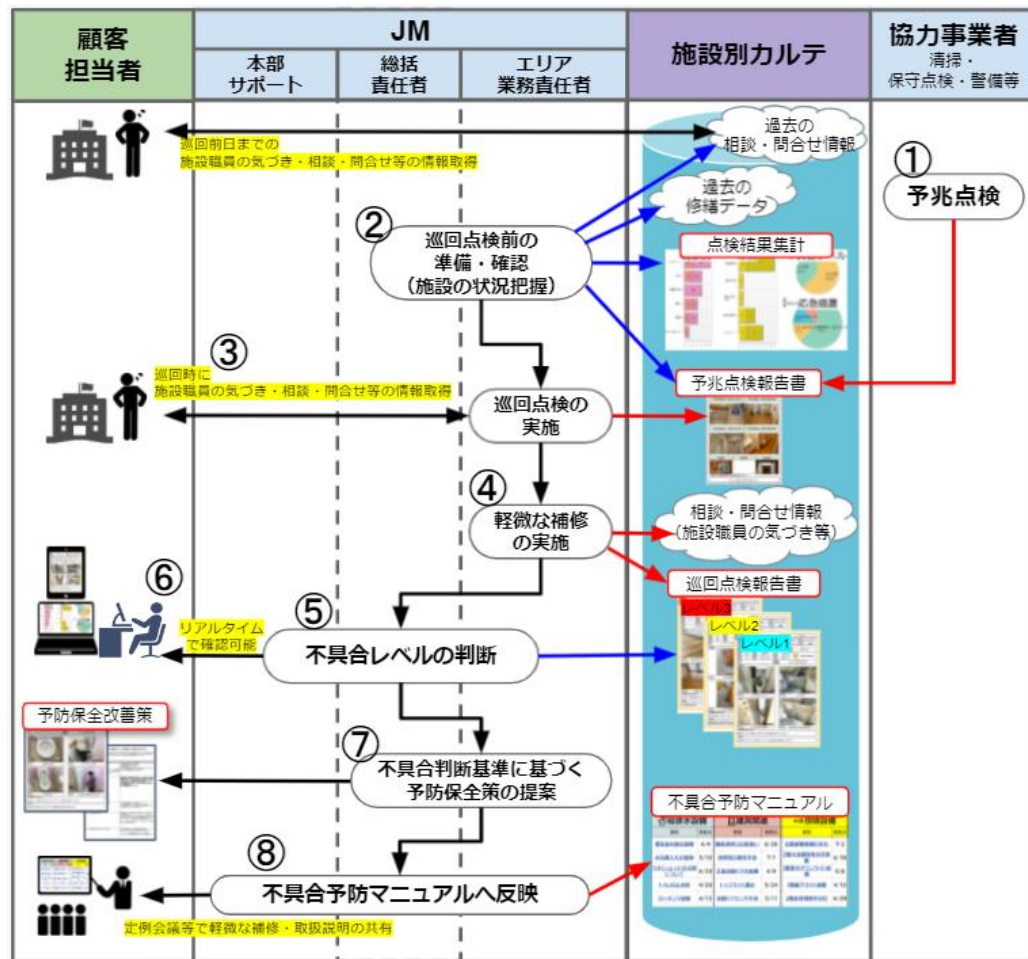 顧客
担当者
JM
本部
サポート
総括
責任者
エリア
業務責任者
施設別カルテ
協力事業者
清掃・
保守点検・警備等
巡回前日までの
施設職員の気づき・相談・問合せ等の情報取得
過去の
相談・問合せ情報
①
予兆点検
過去の
修繕データ
②
巡回点検前の
準備・確認
（施設の状況把握）
点検結果集計
応急措置
③
巡回時に
施設職員の気づき・相談・問合せ等の情報取得
予兆点検報告書
巡回点検の
実施
④
軽微な補修
の実施
相談・問合せ情報
（施設職員の気づき等）
巡回点検報告書
レベル3
レベル2
レベル1
⑥
リアルタイム
で確認可能
⑤
不具合レベルの判断
予防保全改善策
⑦
不具合判断基準に基づく
予防保全策の提案
不具合予防マニュアル
⑧
不具合予防マニュアルへ反映
定例会議等で軽微な補修・取扱説明の共有